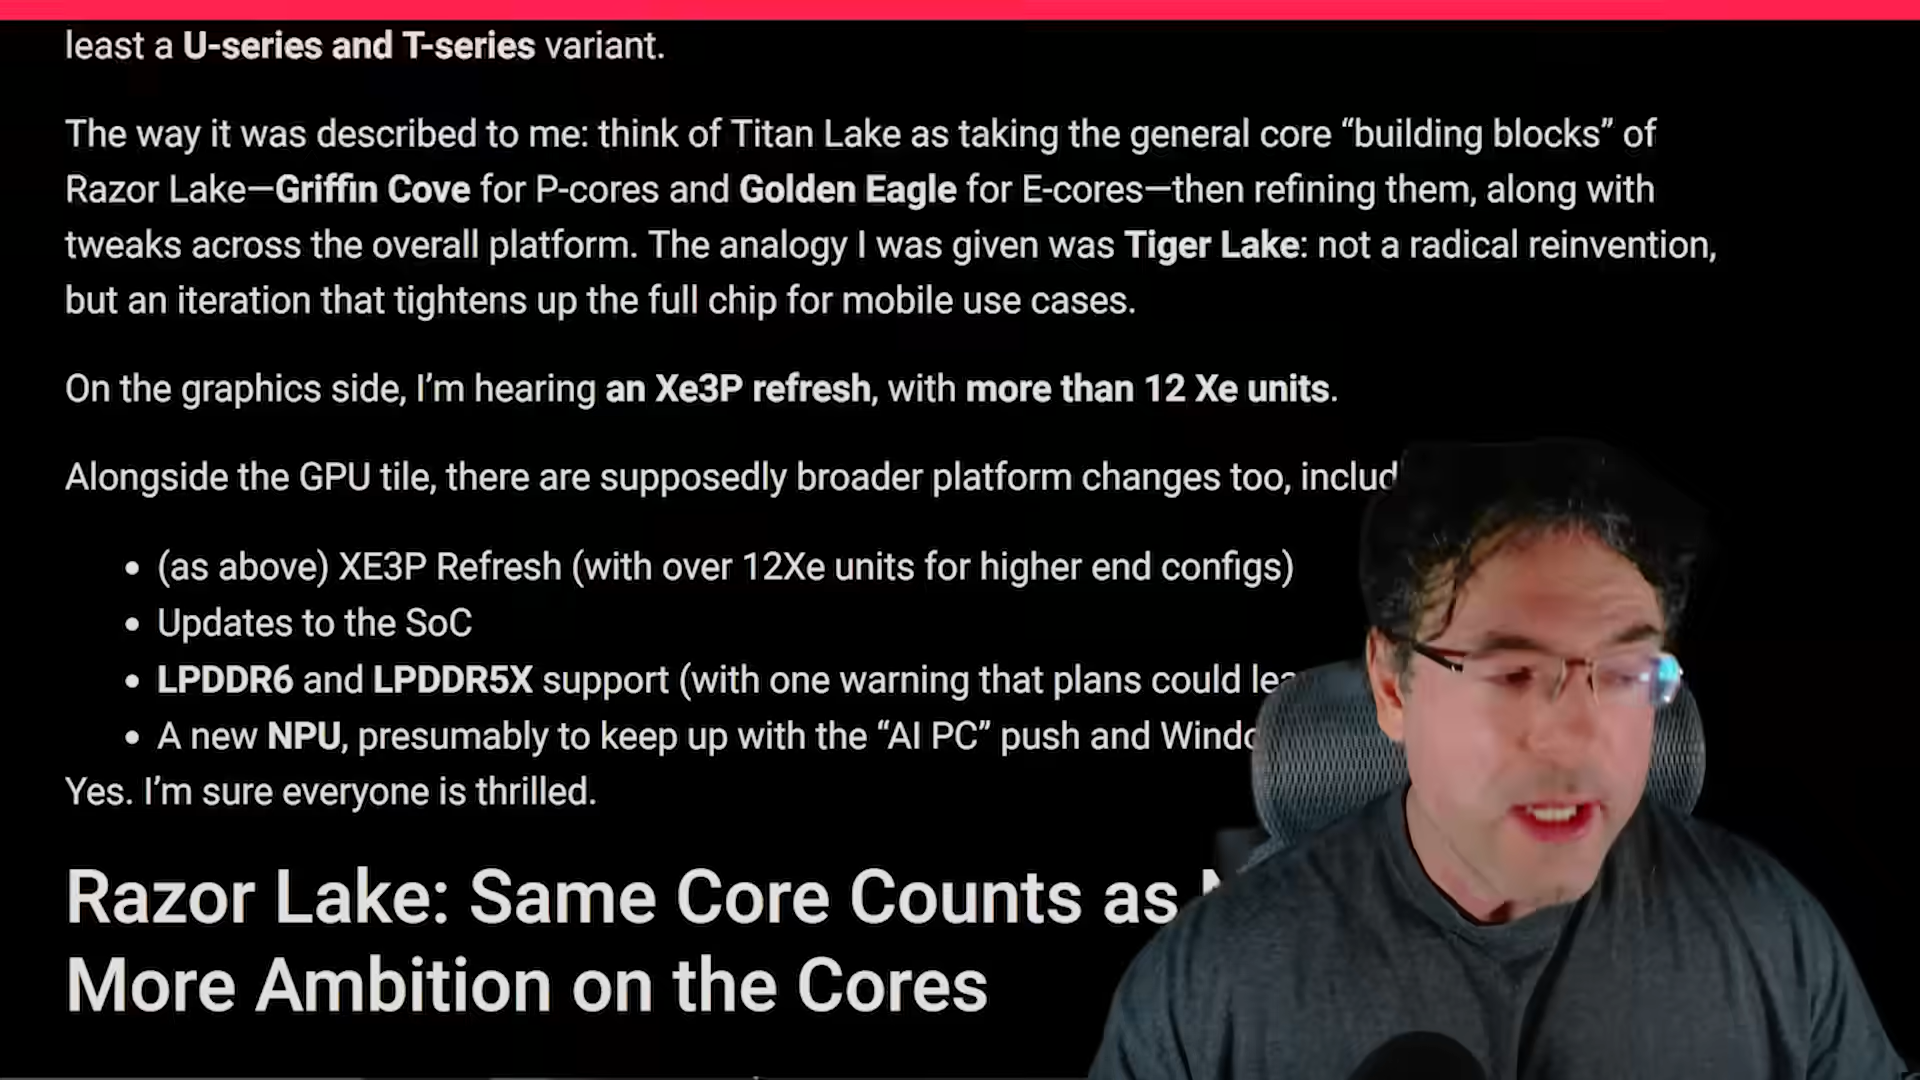 least a U-series and T-series variant.
The way it was described to me: think of Titan Lake as taking the general core “building blocks” of
Razor Lake—Griffin Cove for P-cores and Golden Eagle for E-cores—then refining them, along with
tweaks across the overall platform. The analogy I was given was Tiger Lake: not a radical reinvention,
but an iteration that tightens up the full chip for mobile use cases.
On the graphics side, I’m hearing an Xe3P refresh, with more than 12 Xe units.
Alongside the GPU tile, there are supposedly broader platform changes too,
• (as above) XE3P Refresh (with over 12Xe units for higher end configs)
• Updates to the SoC
• LPDDR6 and LPDDR5X support (with one warning that plans could
• A new NPU, presumably to keep up with the “AI PC” push and
Yes. I’m sure everyone is thrilled.
Razor Lake: Same Core Counts as
More Ambition on the Cores